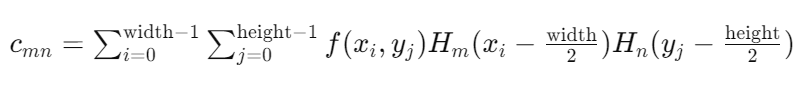 c_{mn} = \sum_{i=0}^{\text{width}-1} \sum_{j=0}^{\text{height}-1} f(x_i, y_j) H_m(x_i - \frac{\text{width}}{2}) H_n(y_j - \frac{\text{height}}{2})